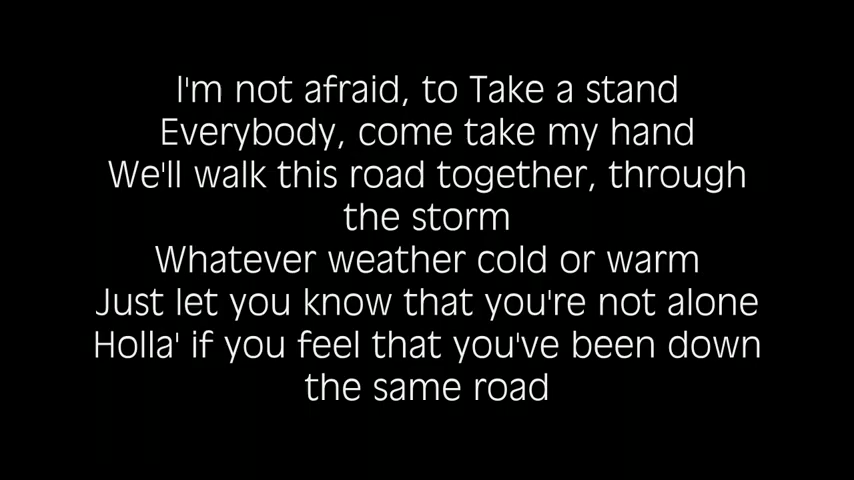 I'm not afraid, to Take a stand
Everybody, come take my hand
We'll walk this road together, through
the storm
Whatever weather cold or warm
Just let you know that you're not alone
Holla' if you feel that you've been down
the same road